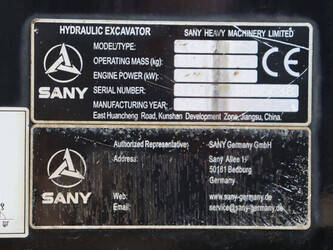 HYDRAULIC EXCAVATOR SANY HEAVY MACHINERY LIMITED
MODEL/TYPE:
OPERATING MASS (kg):
ENGINE POWER (kW):
SERIAL NUMBER:
MANUFACTURING YEAR:
CE
SANY
East Huancheng Road, Kunshan Development Zone, Jiangsu, China.
Authorized Representative: SANY Germany GmbH
Address: Sany Allee 1
50181 Bedburg
Germany
SANY
Web: www.sany-germany.de
Email: service@sany-germany.de